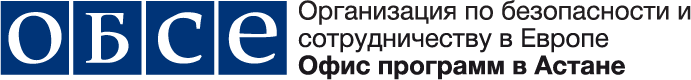 ОБСЕ
Организация по безопасности и
сотрудничеству в Европе
Офис программ в Астане